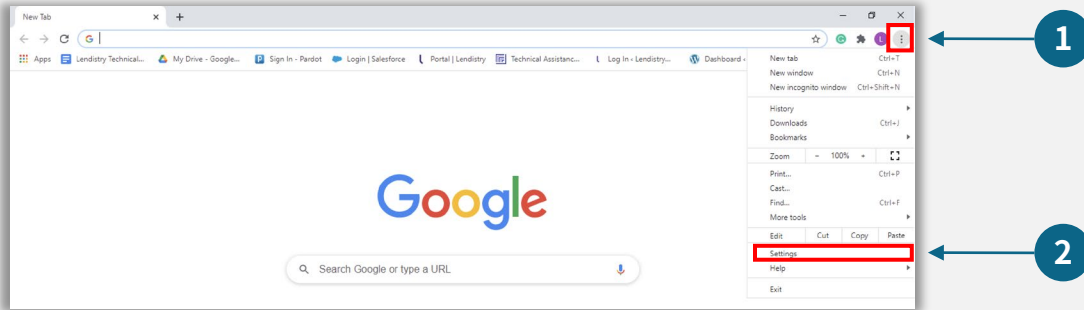 New Tab
G
Apps Lendistry Technical... My Drive - Google... Sign In - Pardot Login | Salesforce Portal | Lendistry Technical Assistanc... Log In ‹ Lendistry... Dashboard ‹
L
1
New tab Ctrl+T
New window Ctrl+N
New incognito window Ctrl+Shift+N
History
Downloads Ctrl+J
Bookmarks
Zoom - 100% +
Print... Ctrl+P
Cast...
Find... Ctrl+F
More tools
Edit Cut Copy Paste
Settings
2
Help
Exit
Google
Search Google or type a URL